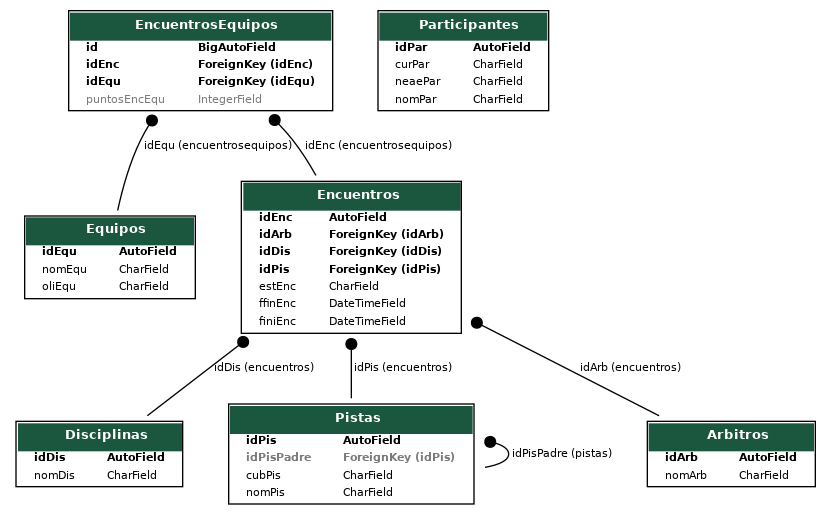 EncuentrosEquipos
id BigAutoField
idEnc ForeignKey (idEnc)
idEqu ForeignKey (idEqu)
puntosEncEqu IntegerField
Participantes
idPar AutoField
curPar CharField
neaePar CharField
nomPar CharField
idEqu (encuentrosequipos)
idEnc (encuentrosequipos)
Equipos
idEqu AutoField
nomEqu CharField
oliEqu CharField
Encuentros
idEnc AutoField
idArb ForeignKey (idArb)
idDis ForeignKey (idDis)
idPis ForeignKey (idPis)
estEnc CharField
ffinEnc DateTimeField
finiEnc DateTimeField
idDis (encuentros)
idPis (encuentros)
idArb (encuentros)
Disciplinas
idDis AutoField
nomDis CharField
Pistas
idPis AutoField
idPisPadre ForeignKey (idPis)
cubPis CharField
nomPis CharField
idPisPadre (pistas)
Arbitros
idArb AutoField
nomArb CharField